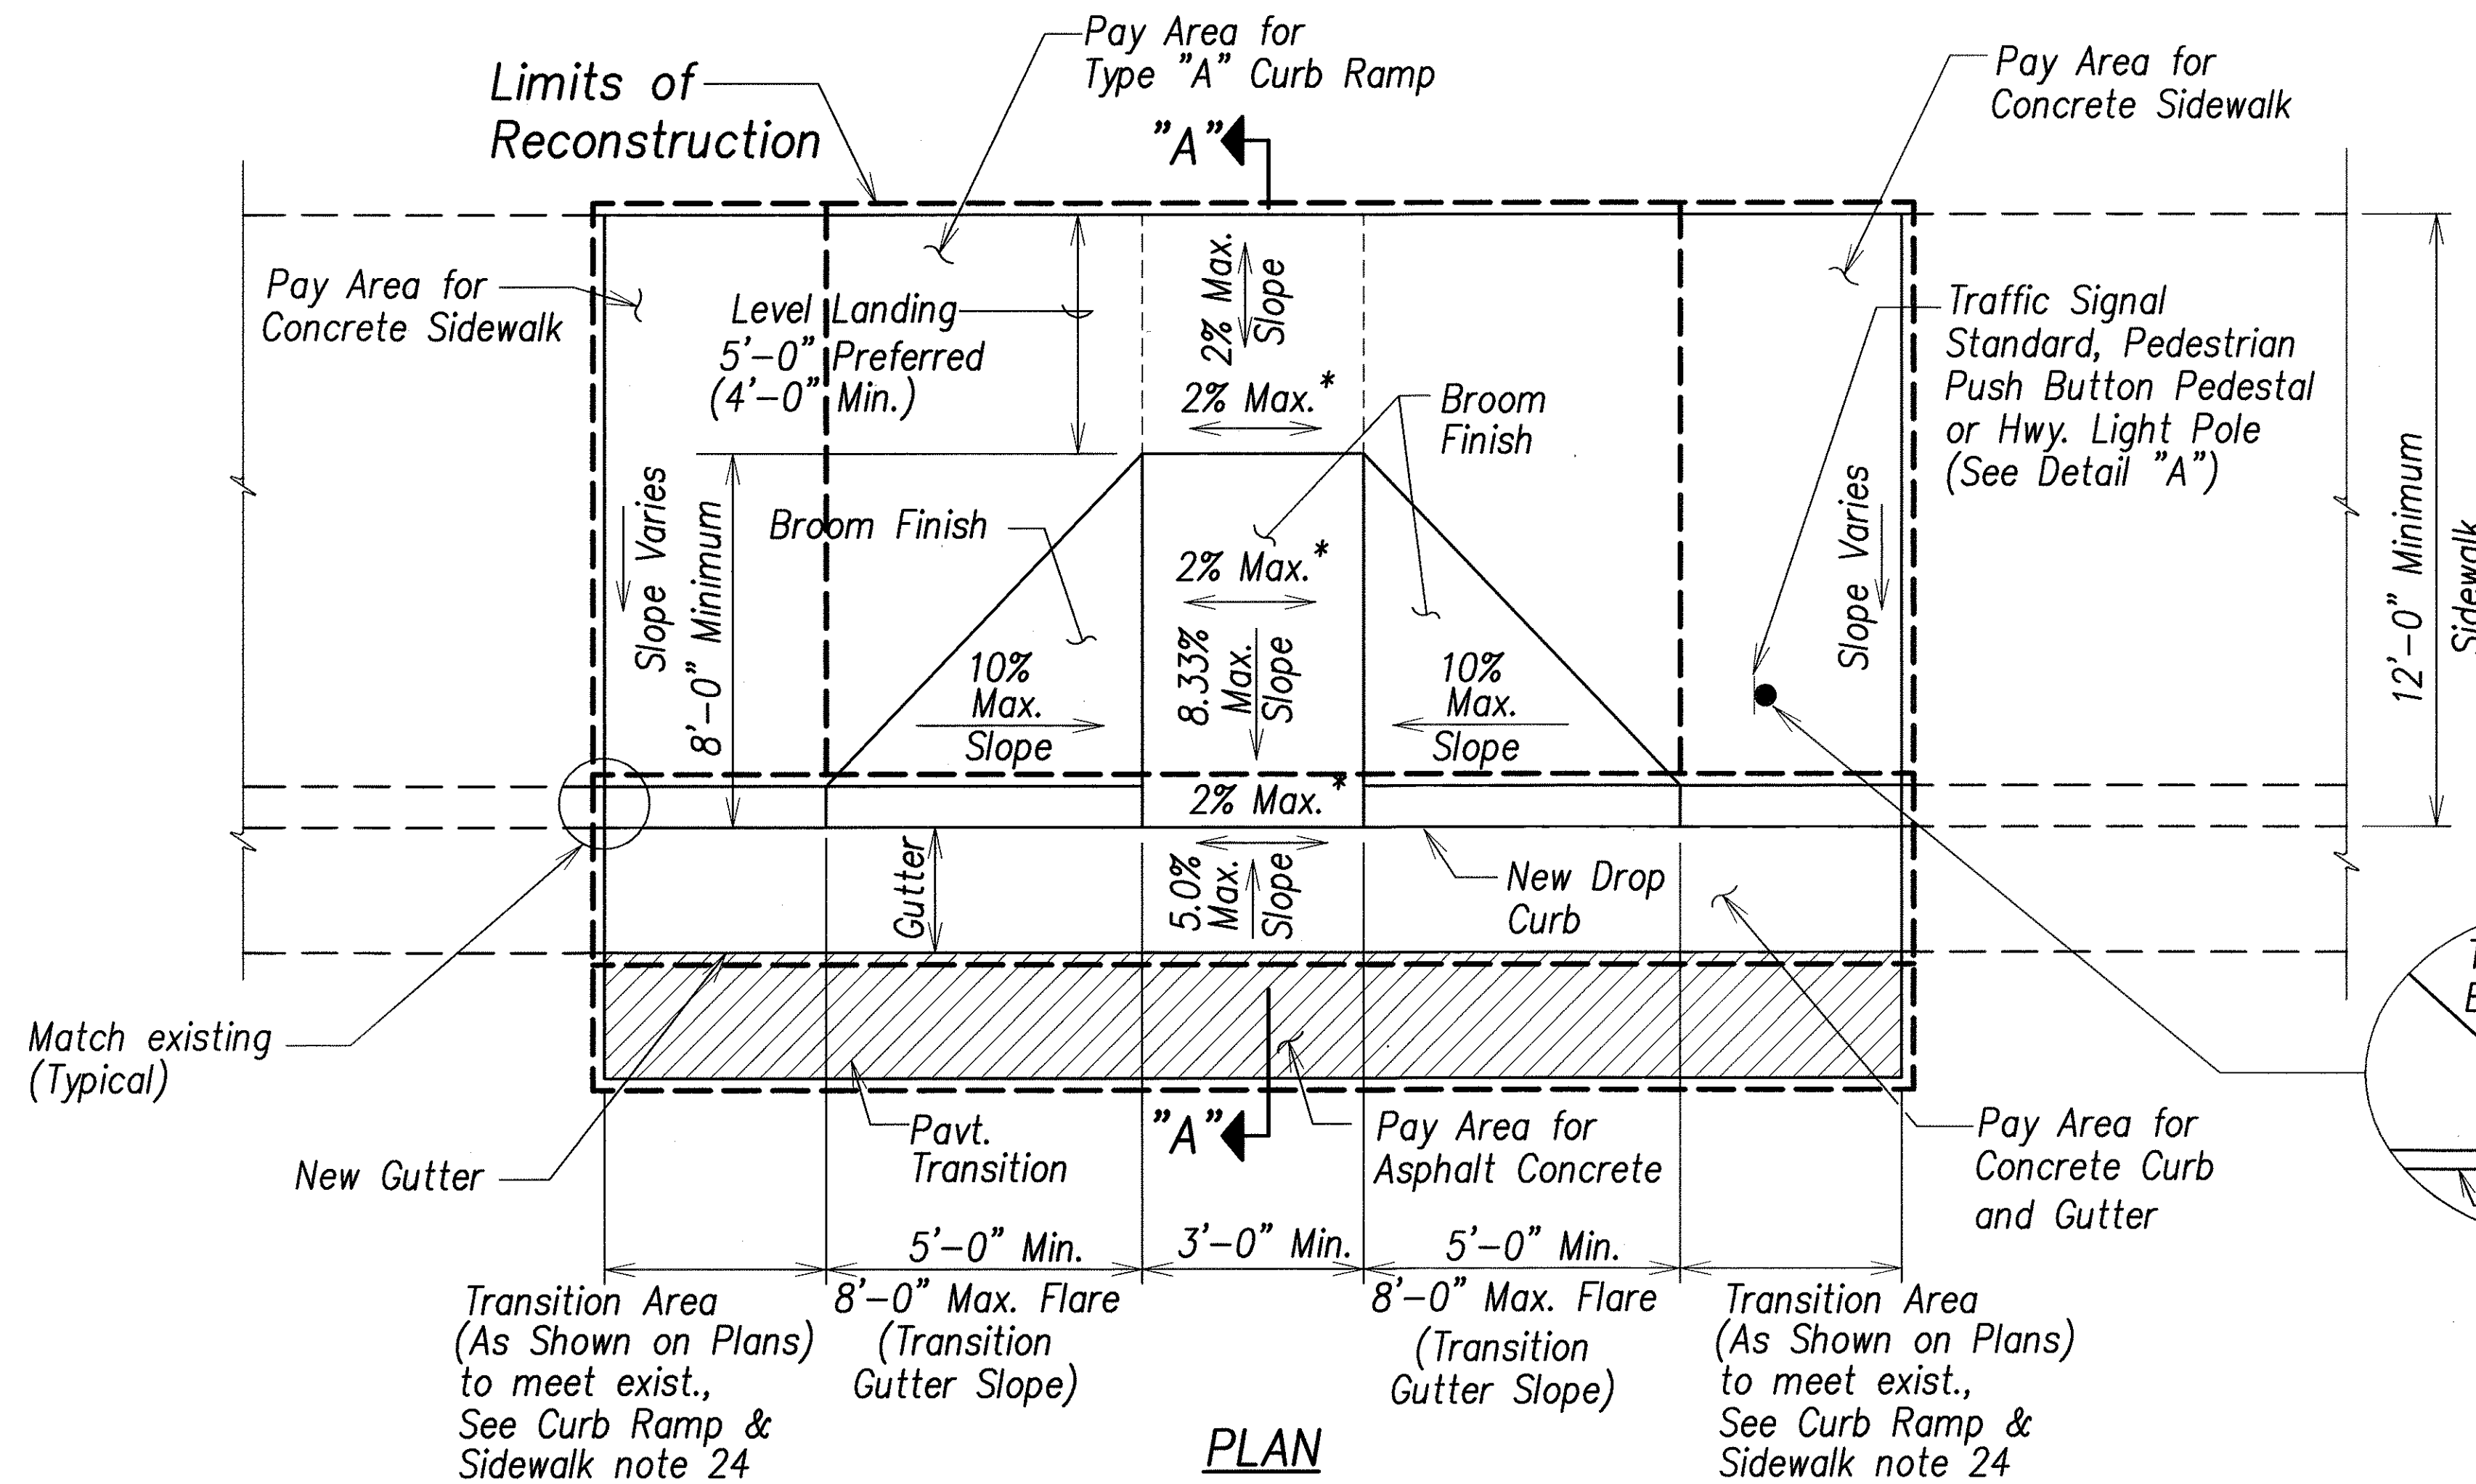 Limits of
Reconstruction
Pay Area for
Type "A" Curb Ramp
"A"
Pay Area for
Concrete Sidewalk
Pay Area for
Concrete Sidewalk
Level Landing
5'-0" Preferred
(4'-0" Min.)
2% Max.
Slope
2% Max.*
Broom
Finish
Traffic Signal
Standard, Pedestrian
Push Button Pedestal
or Hwy. Light Pole
(See Detail "A")
12'-0" Minimum
Sidewalk
Slope Varies
8'-0" Minimum
Broom Finish
2% Max.*
8.33%
Max.
Slope
10%
Max.
Slope
10%
Max.
Slope
Slope Varies
2% Max.*
Gutter
5.0%
Max.
Slope
New Drop
Curb
Match existing
(Typical)
New Gutter
Pavt.
Transition
"A"
Pay Area for
Asphalt Concrete
Pay Area for
Concrete Curb
and Gutter
5'-0" Min.
3'-0" Min.
5'-0" Min.
Transition Area
(As Shown on Plans)
to meet exist.,
See Curb Ramp &
Sidewalk note 24
8'-0" Max. Flare
(Transition
Gutter Slope)
8'-0" Max. Flare
(Transition
Gutter Slope)
Transition Area
(As Shown on Plans)
to meet exist.,
See Curb Ramp &
Sidewalk note 24
PLAN